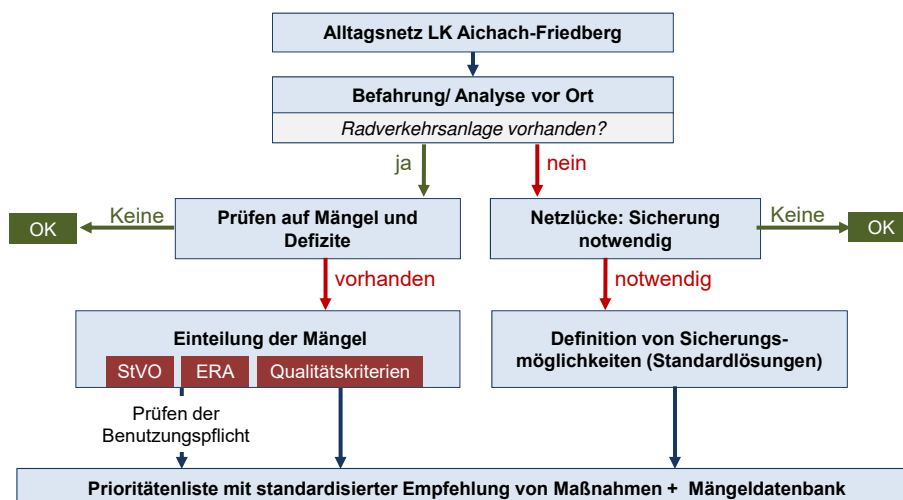 Alltagsnetz LK Aichach-Friedberg
Befahrung/ Analyse vor Ort
Radverkehrsanlage vorhanden?
ja
nein
OK
Keine
Prüfen auf Mängel und
Defizite
Netzlücke: Sicherung
notwendig
Keine
OK
vorhanden
notwendig
Einteilung der Mängel
StVO
ERA
Qualitätskriterien
Definition von Sicherungs-
möglichkeiten (Standardlösungen)
Prüfen der
Benutzungspflicht
Prioritätenliste mit standardisierter Empfehlung von Maßnahmen + Mängeldatenbank